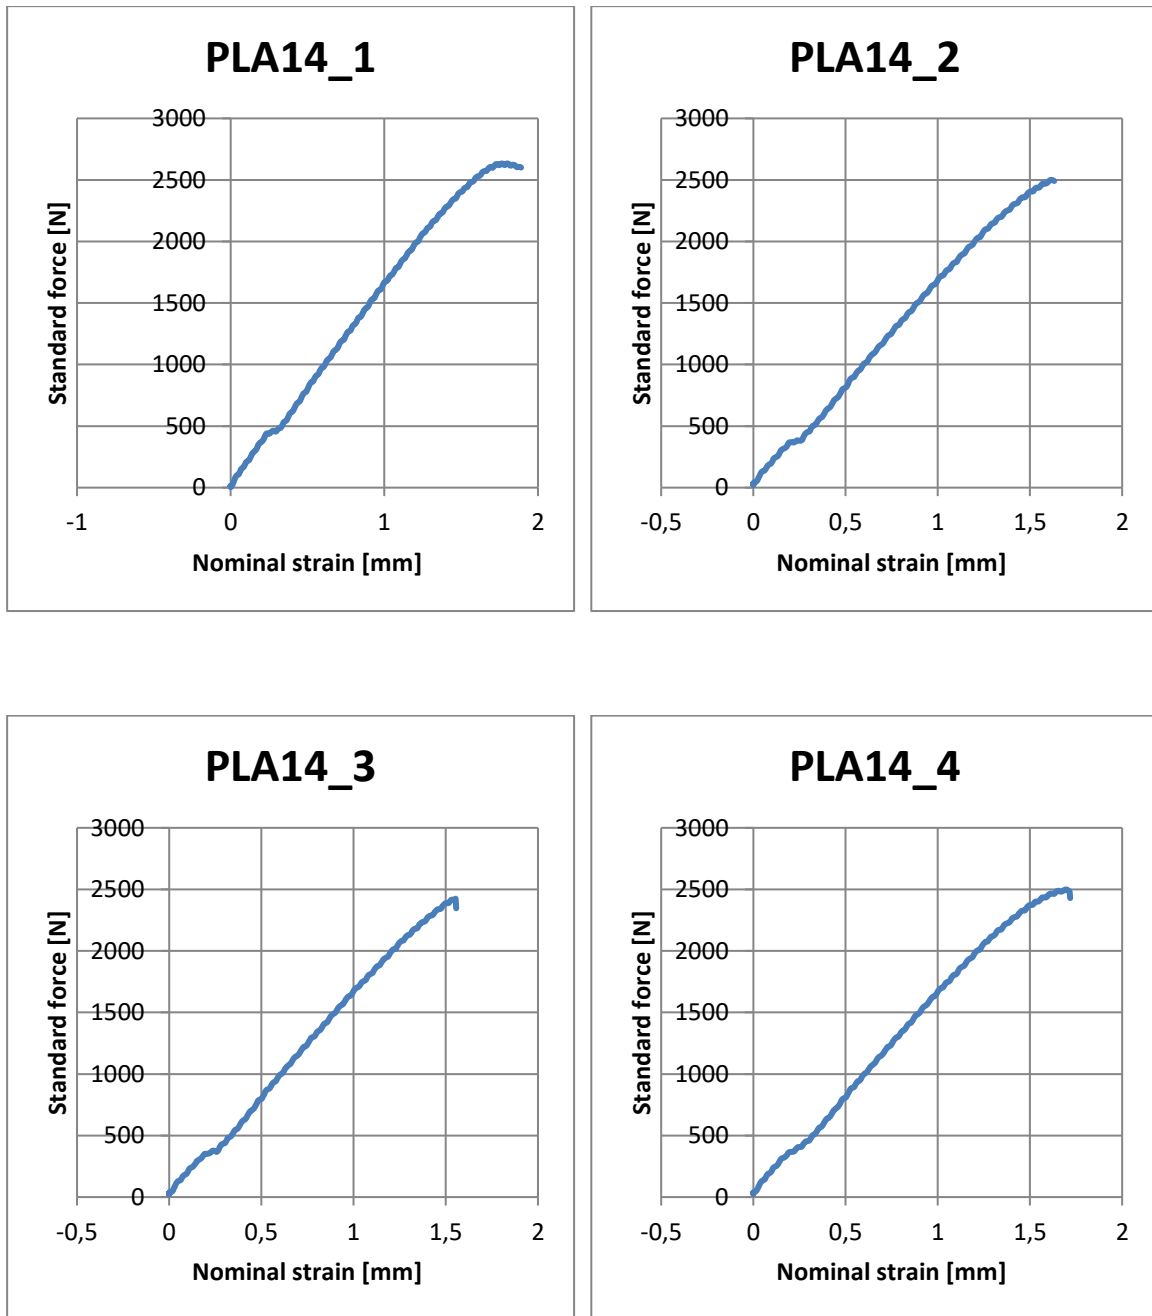 PLA14_1
3000
2500
2000
1500
1000
500
0
-1 0 1 2
Standard force [N]
Nominal strain [mm]
PLA14_2
3000
2500
2000
1500
1000
500
0
-0,5 0 0,5 1 1,5 2
Standard force [N]
Nominal strain [mm]
PLA14_3
3000
2500
2000
1500
1000
500
0
-0,5 0 0,5 1 1,5 2
Standard force [N]
Nominal strain [mm]
PLA14_4
3000
2500
2000
1500
1000
500
0
-0,5 0 0,5 1 1,5 2
Standard force [N]
Nominal strain [mm]